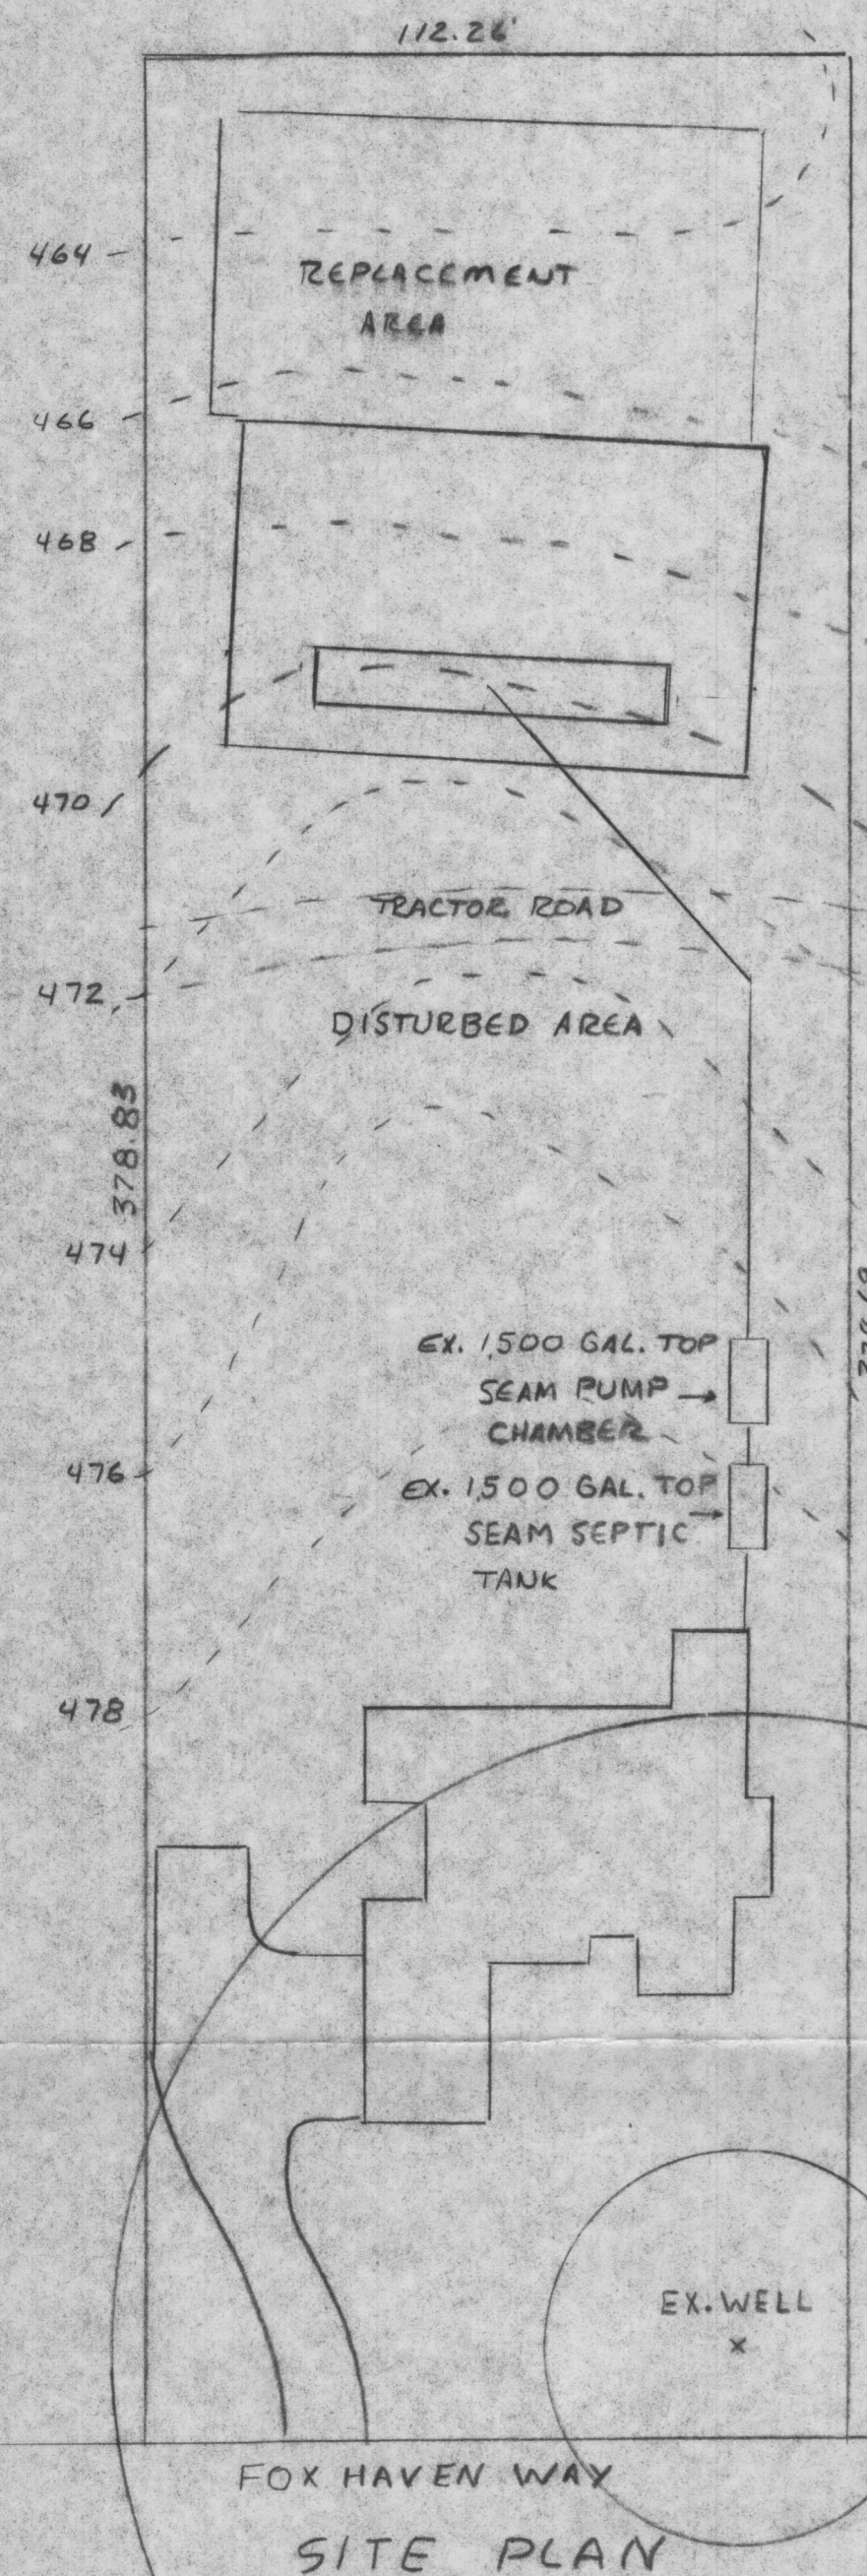 112.26'
464
REPLACEMENT
AREA
466
468
470
TRACTOR ROAD
472
DISTURBED AREA
378.83
474
EX. 1,500 GAL. TOP
SEAM PUMP
CHAMBER
476
EX. 1,500 GAL. TOP
SEAM SEPTIC
TANK
478
EX. WELL
x
FOX HAVEN WAY
SITE PLAN